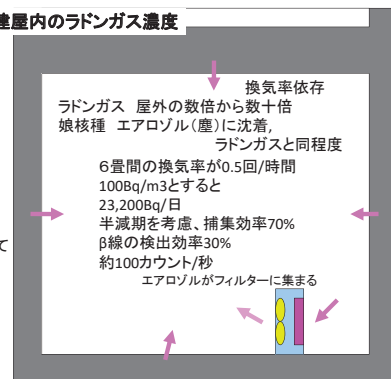 建屋内のラドンガス濃度
換気率依存
ラドンガス 屋外の数倍から数十倍
娘核種 エアロゾル(塵)に沈着,
ラドンガスと同程度
6畳間の換気率が0.5回/時間
100Bq/m3とすると
23,200Bq/日
半減期を考慮、捕集効率70%
て
β線の検出効率30%
約100カウント/秒
エアロゾルがフィルターに集まる